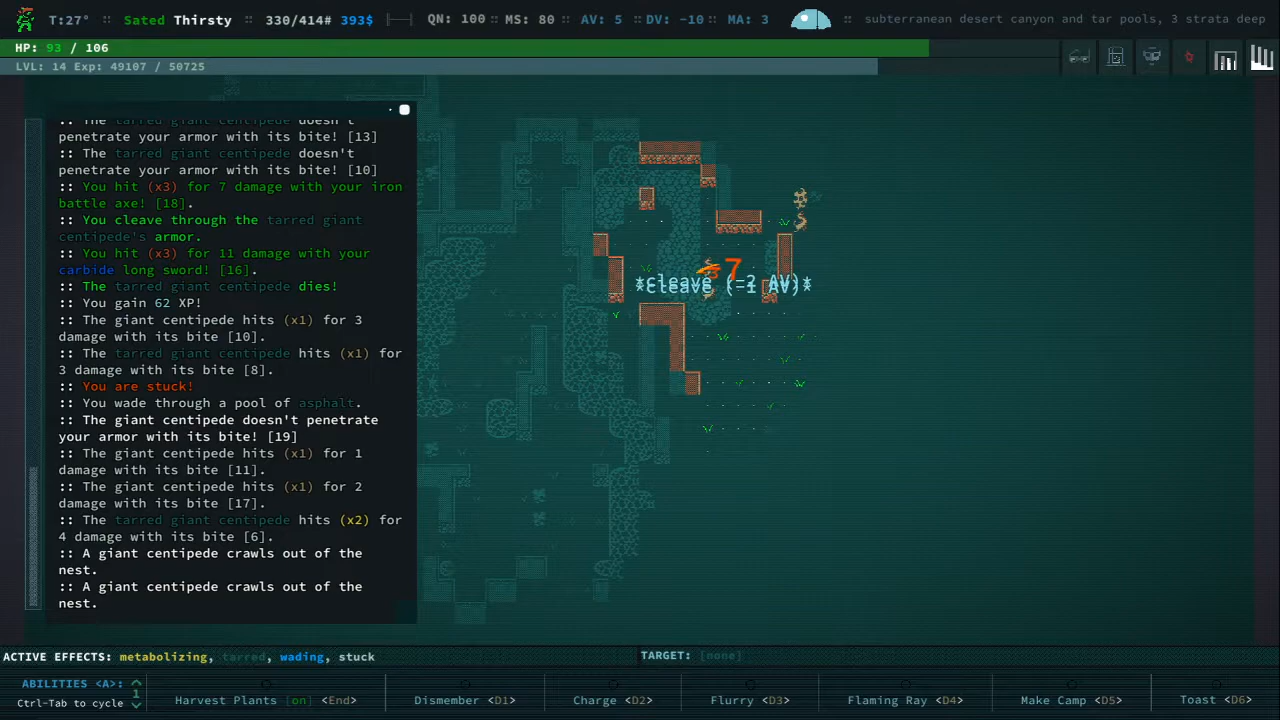 T:27° :: Sated Thirsty :: 330/414# 393$ QN: 100 :: MS: 80 :: AV: 5 :: DV: -10 :: MA: 3 :: subterranean desert canyon and tar pools, 3 strata deep
HP: 93 / 106
LVL: 14 Exp: 49107 / 50725
:: The tarred giant centipede doesn't
penetrate your armor with its bite! [13]
:: The tarred giant centipede doesn't
penetrate your armor with its bite! [10]
:: You hit (x3) for 7 damage with your iron
battle axe! [18].
:: You cleave through the tarred giant
centipede's armor.
:: You hit (x3) for 11 damage with your
carbide long sword! [16].
:: The tarred giant centipede dies!
:: You gain 62 XP!
:: The giant centipede hits (x1) for 3
damage with its bite [10].
:: The tarred giant centipede hits (x1) for
3 damage with its bite [8].
:: You are stuck!
:: You wade through a pool of asphalt.
:: The giant centipede doesn't penetrate
your armor with its bite! [19]
:: The giant centipede hits (x1) for 1
damage with its bite [11].
:: The giant centipede hits (x1) for 2
damage with its bite [17].
:: The tarred giant centipede hits (x2) for
4 damage with its bite [6].
:: A giant centipede crawls out of the
nest.
:: A giant centipede crawls out of the
nest.
7
*cleave (-2 AV)*
ACTIVE EFFECTS: metabolizing, tarred, wading, stuck
TARGET: [none]
ABILITIES <A>:
1
Ctrl-Tab to cycle
Harvest Plants [on] <End>
Dismember <D1>
Charge <D2>
Flurry <D3>
Flaming Ray <D4>
Make Camp <D5>
Toast <D6>